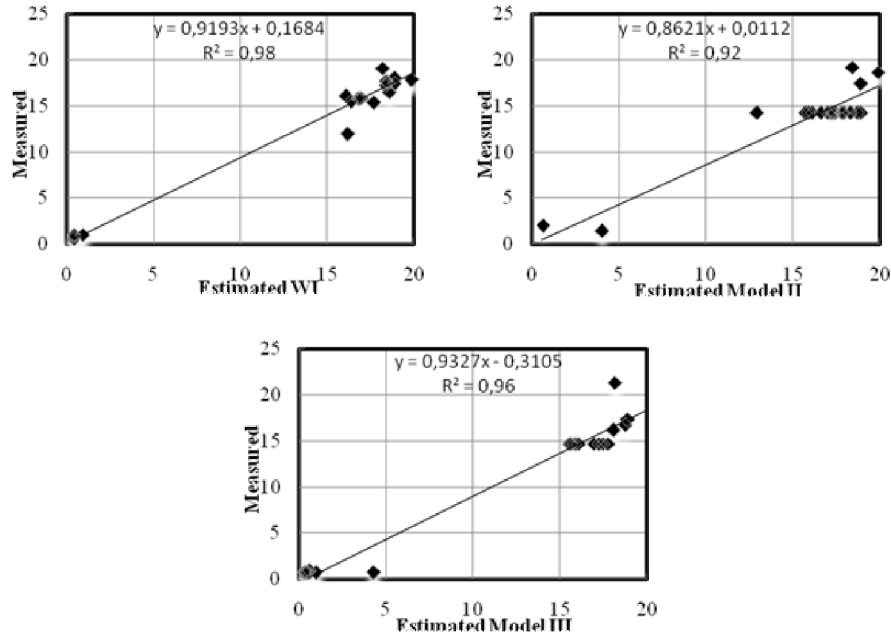 y = 0,9193x + 0,1684
R² = 0,98
25
20
15
10
5
0
Measured
0 5 10 15 20
Estimated WI
y = 0,8621x + 0,0112
R² = 0,92
25
20
15
10
5
0
Measured
0 5 10 15 20
Estimated Model II
y = 0,9327x - 0,3105
R² = 0,96
25
20
15
10
5
0
Measured
0 5 10 15 20
Estimated Model III